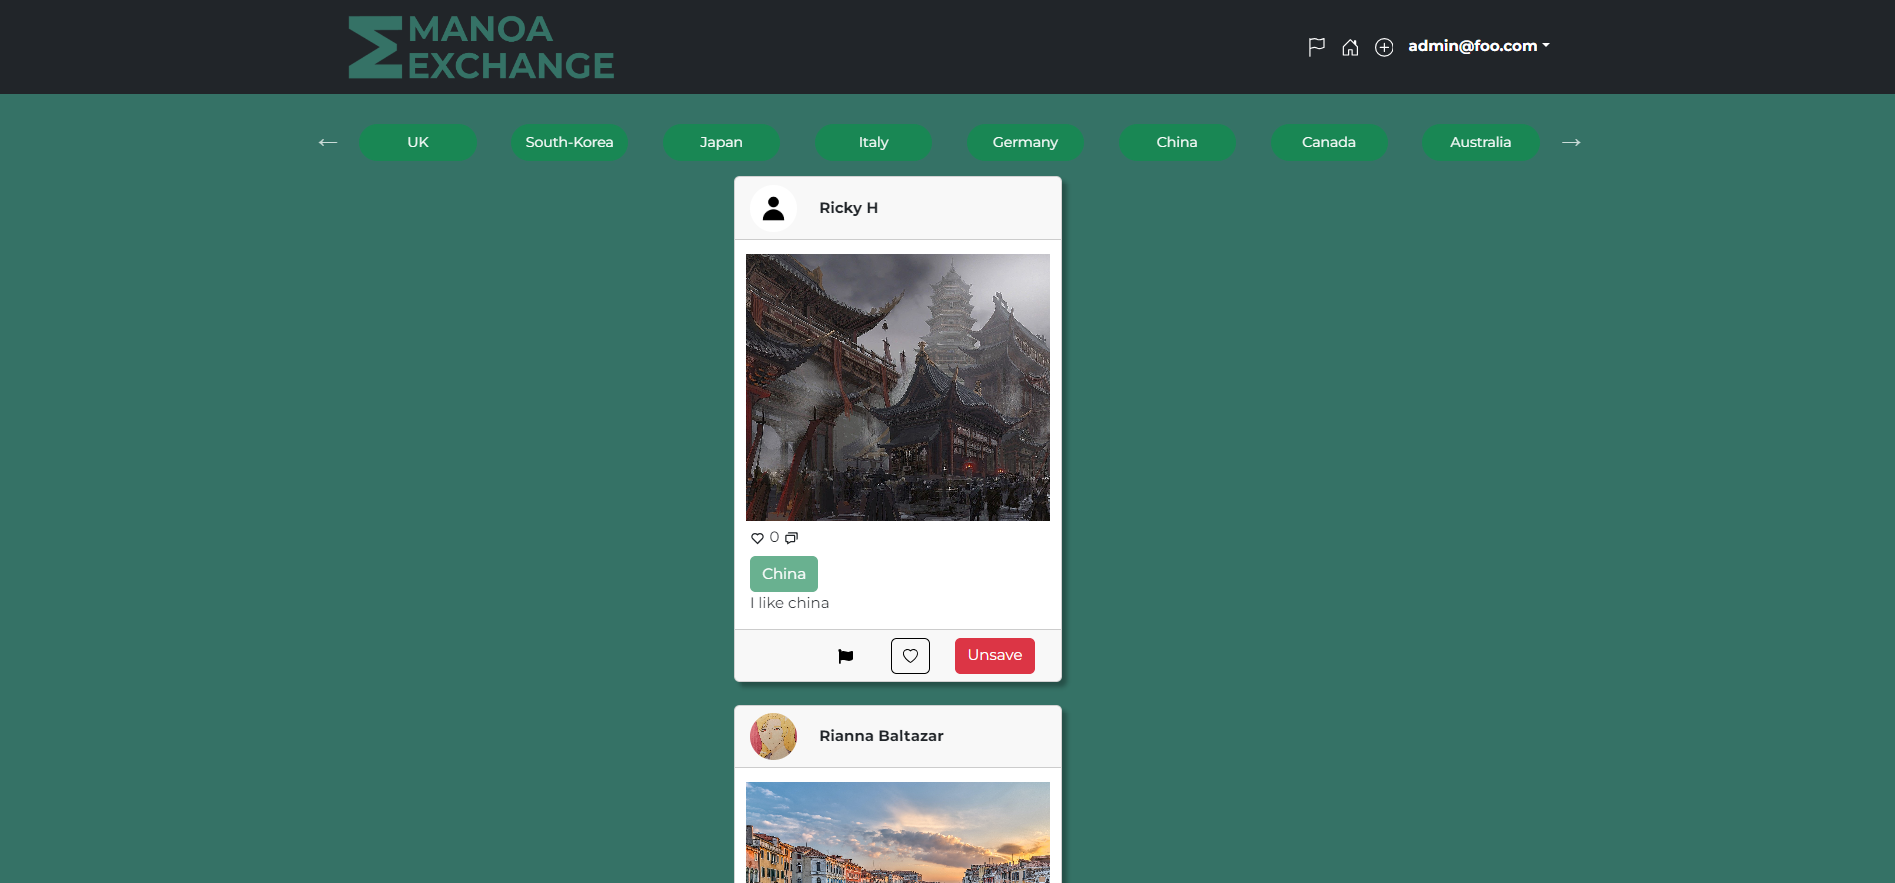 MANOA
EXCHANGE
admin@foo.com
← UK South-Korea Japan Italy Germany China Canada Australia →
Ricky H
0
China
I like china
Unsave
Rianna Baltazar